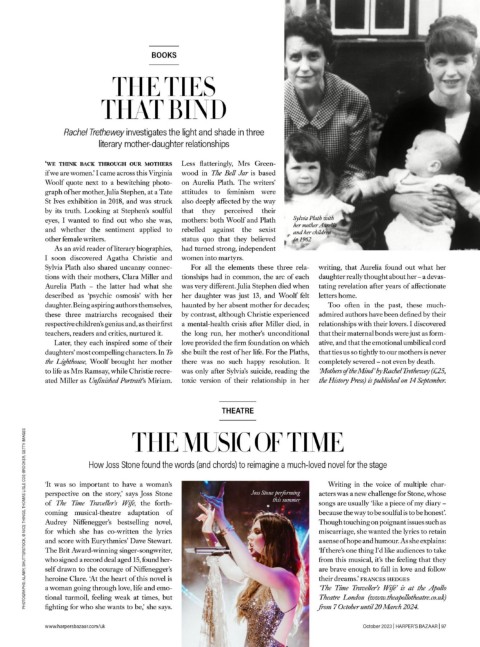 BOOKS
THE TIES
THAT BIND
Rachel Trethewey investigates the light and shade in three
literary mother-daughter relationships
'WE THINK BACK THROUGH OUR MOTHERS
if we are women.' I came across this Virginia
Woolf quote next to a bewitching photo-
graph of her mother, Julia Stephen, at a Tate
St Ives exhibition in 2018, and was struck
by its truth. Looking at Stephen's soulful
eyes, I wanted to find out who she was,
and whether the sentiment applied to
other female writers.
As an avid reader of literary biographies,
I soon discovered Agatha Christie and
Sylvia Plath also shared uncanny connec-
tions with their mothers, Clara Miller and
Aurelia Plath – the latter had what she
described as 'psychic osmosis' with her
daughter. Being aspiring authors themselves,
these three matriarchs recognised their
respective children's genius and, as their first
teachers, readers and critics, nurtured it.
Later, they each inspired some of their
daughters' most compelling characters. In To
the Lighthouse, Woolf brought her mother
to life as Mrs Ramsay, while Christie recre-
ated Miller as Unfinished Portrait's Miriam.
Less flatteringly, Mrs Green-
wood in The Bell Jar is based
on Aurelia Plath. The writers'
attitudes to feminism were
also deeply affected by the way
that they perceived their
mothers: both Woolf and Plath
rebelled against the sexist
status quo that they believed
had turned strong, independent
women into martyrs.
For all the elements these three rela-
tionships had in common, the arc of each
was very different. Julia Stephen died when
her daughter was just 13, and Woolf felt
haunted by her absent mother for decades;
by contrast, although Christie experienced
a mental-health crisis after Miller died, in
the long run, her mother's unconditional
love provided the firm foundation on which
she built the rest of her life. For the Plaths,
there was no such happy resolution. It
was only after Sylvia's suicide, reading the
toxic version of their relationship in her
Sylvia Plath with
her mother Aurelia
and her children
in 1962
writing, that Aurelia found out what her
daughter really thought about her – a devas-
tating revelation after years of affectionate
letters home.
Too often in the past, these much-
admired authors have been defined by their
relationships with their lovers. I discovered
that their maternal bonds were just as form-
ative, and that the emotional umbilical cord
that ties us so tightly to our mothers is never
completely severed – not even by death.
'Mothers of the Mind' by Rachel Trethewey (£25,
the History Press) is published on 14 September.
THEATRE
THE MUSIC OF TIME
How Joss Stone found the words (and chords) to reimagine a much-loved novel for the stage
'It was so important to have a woman's
perspective on the story,' says Joss Stone
of The Time Traveller's Wife, the forth-
coming musical-theatre adaptation of
Audrey Niffenegger's bestselling novel,
for which she has co-written the lyrics
and score with Eurythmics' Dave Stewart.
The Brit Award-winning singer-songwriter,
who signed a record deal aged 15, found her-
self drawn to the courage of Niffenegger's
heroine Clare. 'At the heart of this novel is
a woman going through love, life and emo-
tional turmoil, feeling weak at times, but
fighting for who she wants to be,' she says.
Joss Stone performing
this summer
Writing in the voice of multiple char-
acters was a new challenge for Stone, whose
songs are usually 'like a piece of my diary –
because the way to be soulful is to be honest'.
Though touching on poignant issues such as
miscarriage, she wanted the lyrics to retain
a sense of hope and humour. As she explains:
'If there's one thing I'd like audiences to take
from this musical, it's the feeling that they
are brave enough to fall in love and follow
their dreams.' FRANCES HEDGES
'The Time Traveller's Wife' is at the Apollo
Theatre London (www.theapollotheatre.co.uk)
from 7 October until 20 March 2024.
www.harpersbazaar.com/uk
October 2023 | HARPER'S BAZAAR | 97